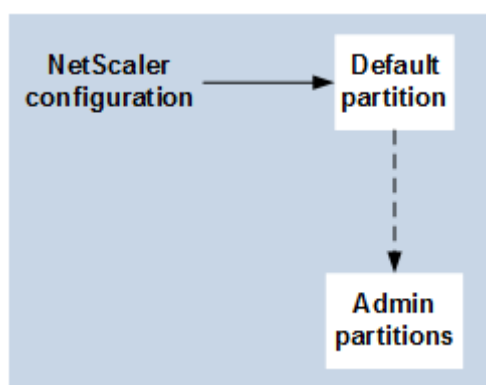 NetScaler
configuration
Default
partition
Admin
partitions